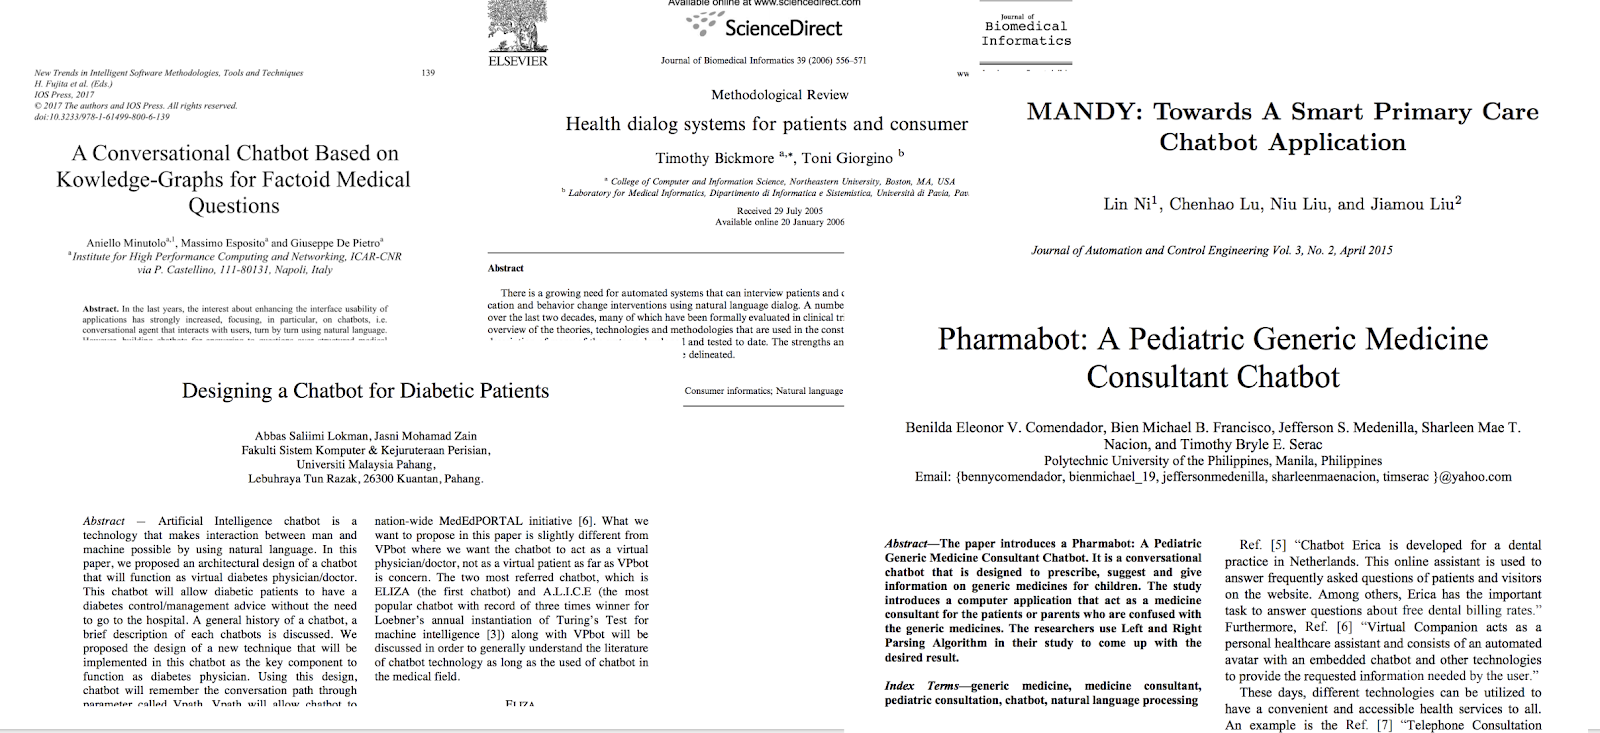 New Trends in Intelligent Software Methodologies, Tools and Techniques
139
H. Fujita et al. (Eds.)
IOS Press, 2017
© 2017 The authors and IOS Press. All rights reserved.
doi:10.3233/978-1-61499-800-6-139
A Conversational Chatbot Based on
Kowledge-Graphs for Factoid Medical
Questions
Aniello Minutolo a,1, Massimo Esposito a and Giuseppe De Pietro a
a Institute for High Performance Computing and Networking, ICAR-CNR
via P. Castellino, 111-80131, Napoli, Italy
Abstract. In the last years, the interest about enhancing the interface usability of
applications has strongly increased, focusing, in particular, on chatbots, i.e.
conversational agent that interacts with users, turn by turn using natural language.
However, building chatbots for answering to questions over structured medical
ELSEVIER
Available online at www.sciencedirect.com
ScienceDirect
Journal of Biomedical Informatics 39 (2006) 556–571
Methodological Review
Health dialog systems for patients and consumer
Timothy Bickmore a,*, Toni Giorgino b
a College of Computer and Information Science, Northeastern University, Boston, MA, USA
b Laboratory for Medical Informatics, Dipartimento di Informatica e Sistemistica, Università di Pavia, Pav
Received 29 July 2005
Available online 20 January 2006
Abstract
There is a growing need for automated systems that can interview patients and c
cation and behavior change interventions using natural language dialog. A numbe
over the last two decades, many of which have been formally evaluated in clinical tr
overview of the theories, technologies and methodologies that are used in the const
l and tested to date. The strengths an
: delineated.
Consumer informatics; Natural language
Journal of
Biomedical
Informatics
ww
MANDY: Towards A Smart Primary Care
Chatbot Application
Lin Ni1, Chenhao Lu, Niu Liu, and Jiamou Liu2
Journal of Automation and Control Engineering Vol. 3, No. 2, April 2015
Designing a Chatbot for Diabetic Patients
Abbas Saliimi Lokman, Jasni Mohamad Zain
Fakulti Sistem Komputer & Kejuruteraan Perisian,
Universiti Malaysia Pahang,
Lebuhraya Tun Razak, 26300 Kuantan, Pahang.
Abstract — Artificial Intelligence chatbot is a
technology that makes interaction between man and
machine possible by using natural language. In this
paper, we proposed an architectural design of a chatbot
that will function as virtual diabetes physician/doctor.
This chatbot will allow diabetic patients to have a
diabetes control/management advice without the need
to go to the hospital. A general history of a chatbot, a
brief description of each chatbots is discussed. We
proposed the design of a new technique that will be
implemented in this chatbot as the key component to
function as diabetes physician. Using this design,
chatbot will remember the conversation path through
parameter called Vpath. Vpath will allow chatbot to
nation-wide MedEdPORTAL initiative [6]. What we
want to propose in this paper is slightly different from
VPbot where we want the chatbot to act as a virtual
physician/doctor, not as a virtual patient as far as VPbot
is concern. The two most referred chatbot, which is
ELIZA (the first chatbot) and A.L.I.C.E (the most
popular chatbot with record of three times winner for
Loebner's annual instantiation of Turing's Test for
machine intelligence [3]) along with VPbot will be
discussed in order to generally understand the literature
of chatbot technology as long as the used of chatbot in
the medical field.
ELIZA
Pharmabot: A Pediatric Generic Medicine
Consultant Chatbot
Benilda Eleonor V. Comendador, Bien Michael B. Francisco, Jefferson S. Medenilla, Sharleen Mae T.
Nacion, and Timothy Bryle E. Serac
Polytechnic University of the Philippines, Manila, Philippines
Email: {bennycomendador, bienmichael_19, jeffersonmedenilla, sharleenmaenacion, timserac }@yahoo.com
Abstract—The paper introduces a Pharmabot: A Pediatric
Generic Medicine Consultant Chatbot. It is a conversational
chatbot that is designed to prescribe, suggest and give
information on generic medicines for children. The study
introduces a computer application that act as a medicine
consultant for the patients or parents who are confused with
the generic medicines. The researchers use Left and Right
Parsing Algorithm in their study to come up with the
desired result.
Index Terms—generic medicine, medicine consultant,
pediatric consultation, chatbot, natural language processing
Ref. [5] “Chatbot Erica is developed for a dental
practice in Netherlands. This online assistant is used to
answer frequently asked questions of patients and visitors
on the website. Among others, Erica has the important
task to answer questions about free dental billing rates.”
Furthermore, Ref. [6] “Virtual Companion acts as a
personal healthcare assistant and consists of an automated
avatar with an embedded chatbot and other technologies
to provide the requested information needed by the user.”
These days, different technologies can be utilized to
have a convenient and accessible health services to all.
An example is the Ref. [7] “Telephone Consultation